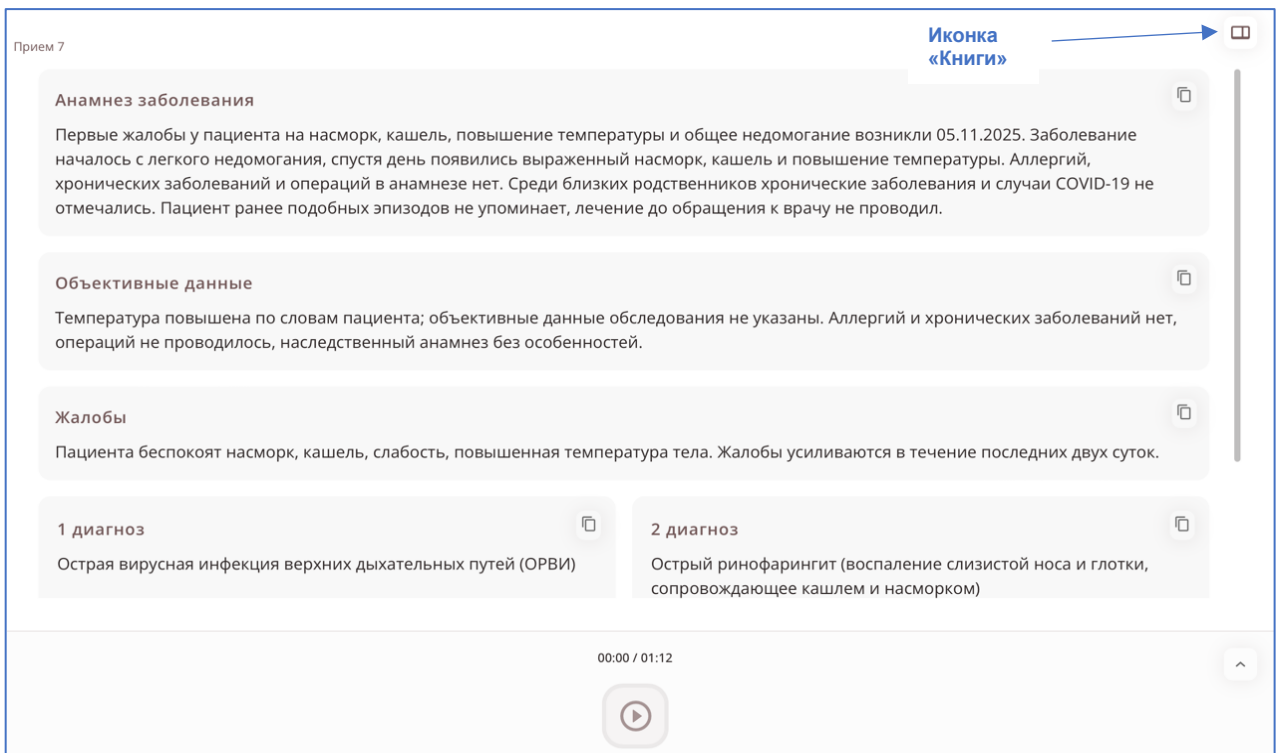 Иконка
«Книги»
Прием 7
Анамнез заболевания
Первые жалобы у пациента на насморк, кашель, повышение температуры и общее недомогание возникли 05.11.2025. Заболевание
началось с легкого недомогания, спустя день появились выраженный насморк, кашель и повышение температуры. Аллергий,
хронических заболеваний и операций в анамнезе нет. Среди близких родственников хронические заболевания и случаи COVID-19 не
отмечались. Пациент ранее подобных эпизодов не упоминает, лечение до обращения к врачу не проводил.
Объективные данные
Температура повышена по словам пациента; объективные данные обследования не указаны. Аллергий и хронических заболеваний нет,
операций не проводилось, наследственный анамнез без особенностей.
Жалобы
Пациента беспокоят насморк, кашель, слабость, повышенная температура тела. Жалобы усиливаются в течение последних двух суток.
1 диагноз
Острая вирусная инфекция верхних дыхательных путей (ОРВИ)
2 диагноз
Острый ринофарингит (воспаление слизистой носа и глотки,
сопровождающее кашлем и насморком)
00:00 / 01:12